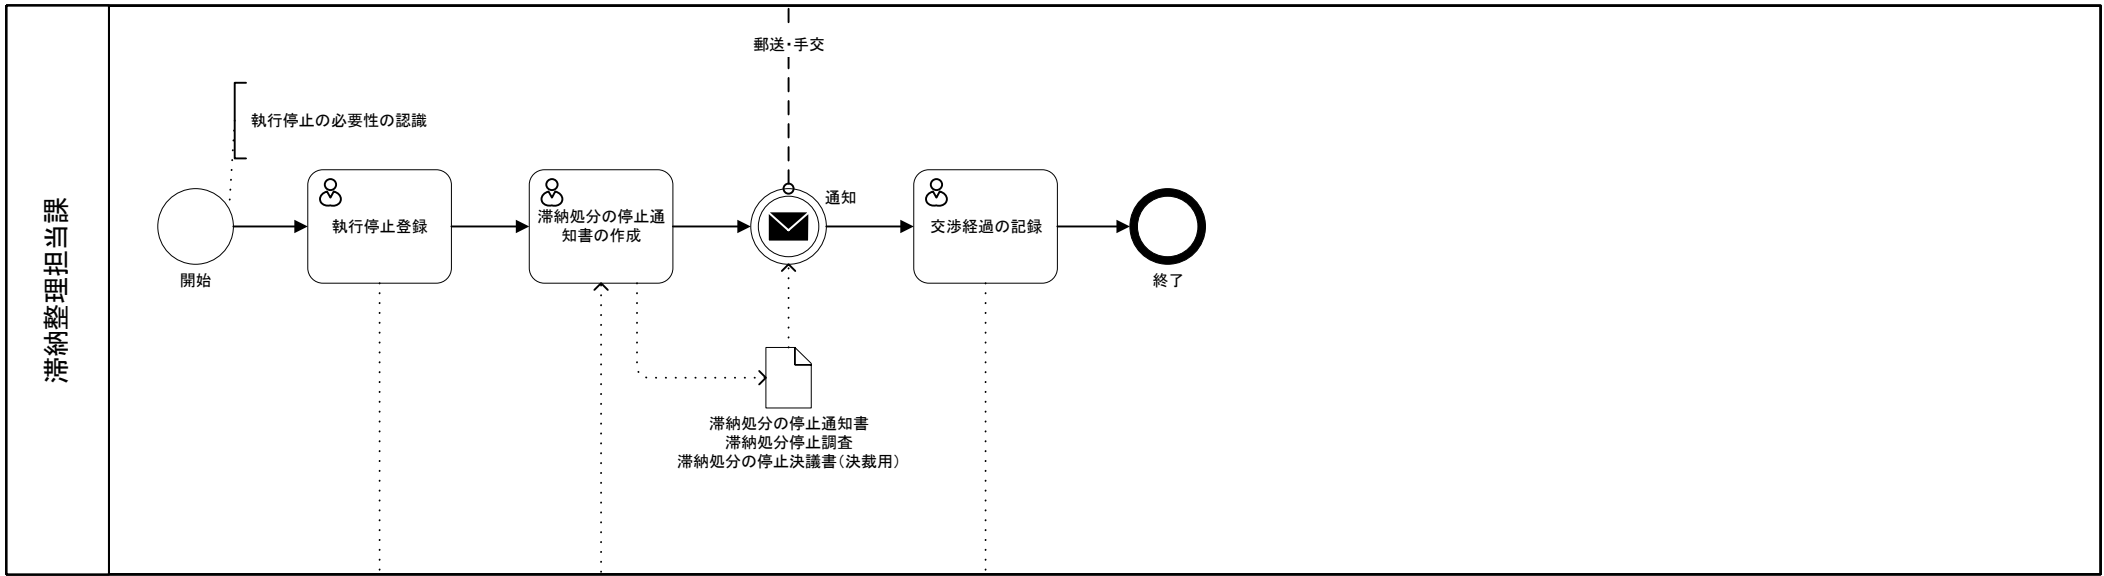 滞納整理担当課
郵送・手交
執行停止の必要性の認識
開始
執行停止登録
滞納処分の停止通
知書の作成
通知
交渉経過の記録
終了
滞納処分の停止通知書
滞納処分停止調査
滞納処分の停止決議書（決裁用）